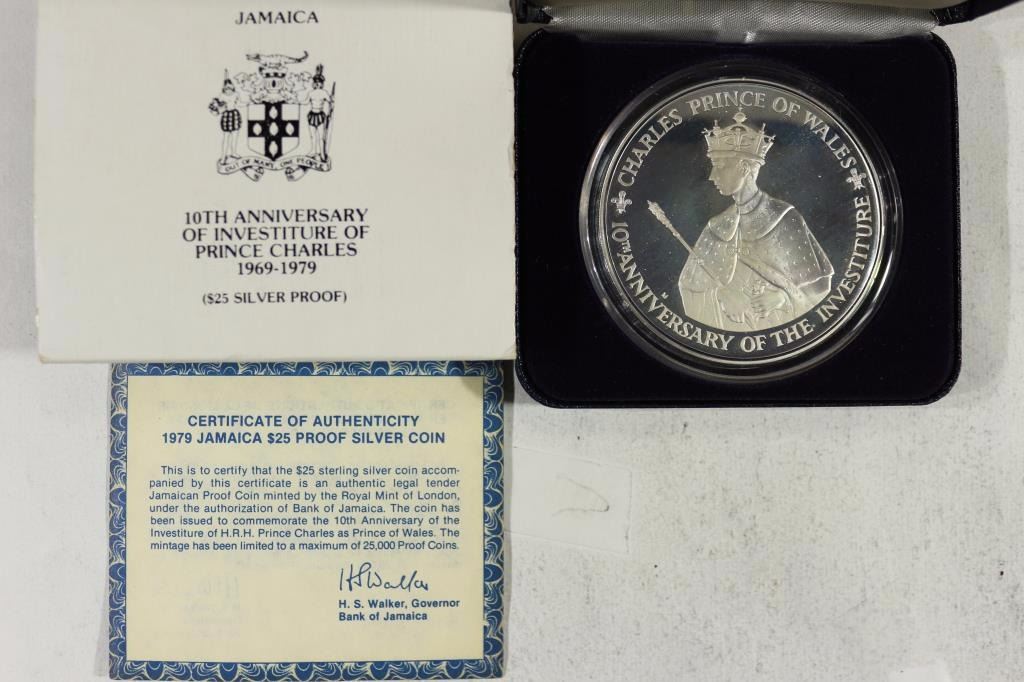 JAMAICA
OUT OF MANY, ONE PEOPLE
10TH ANNIVERSARY
OF INVESTITURE OF
PRINCE CHARLES
1969-1979
($25 SILVER PROOF)
CHARLES PRINCE OF WALES
10TH ANNIVERSARY OF THE INVESTITURE
CERTIFICATE OF AUTHENTICITY
1979 JAMAICA $25 PROOF SILVER COIN
This is to certify that the $25 sterling silver coin accom-
panied by this certificate is an authentic legal tender
Jamaican Proof Coin minted by the Royal Mint of London,
under the authorization of Bank of Jamaica. The coin has
been issued to commemorate the 10th Anniversary of the
Investiture of H.R.H. Prince Charles as Prince of Wales. The
mintage has been limited to a maximum of 25,000 Proof Coins.
HSWalker
H. S. Walker, Governor
Bank of Jamaica